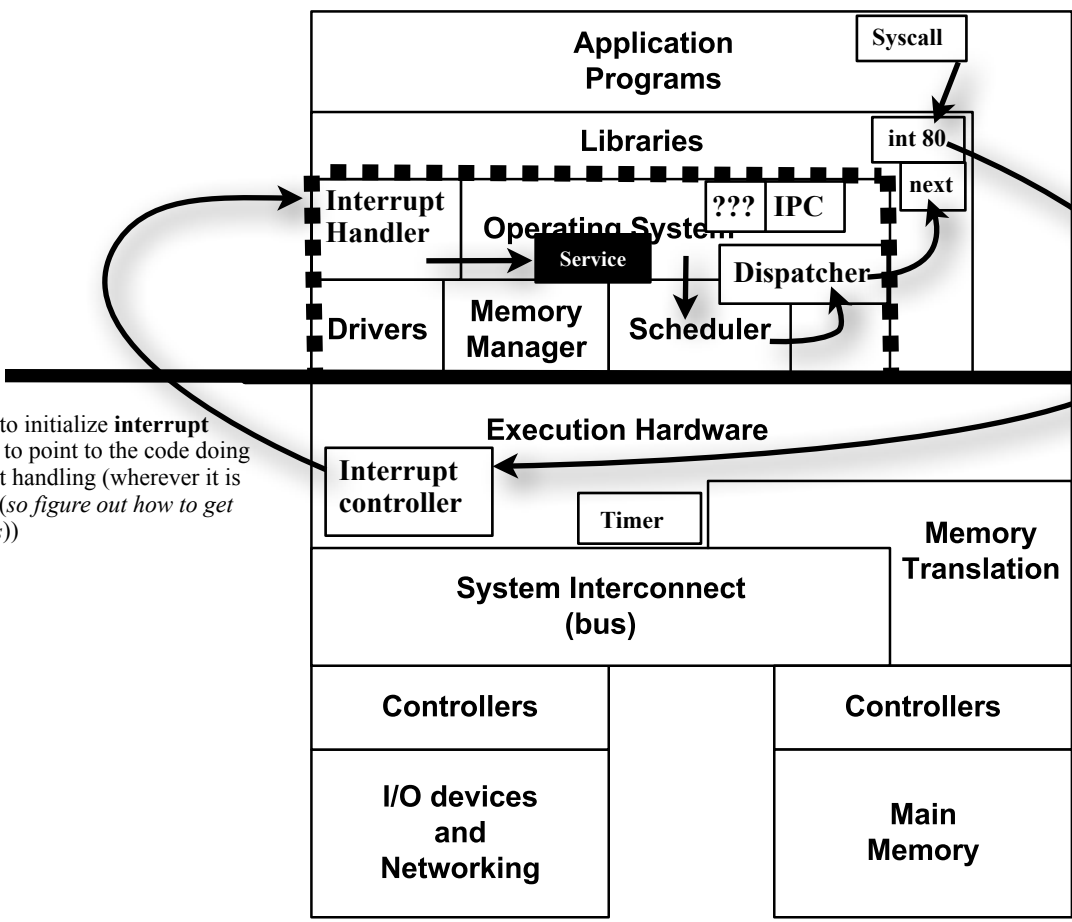 Application
Programs
Syscall
Libraries
int 80
next
Interrupt
Handler
Operating System
??? IPC
Service
Dispatcher
Drivers
Memory
Manager
Scheduler
to initialize interrupt
to point to the code doing
t handling (wherever it is
(so figure out how to get
))
Execution Hardware
Interrupt
controller
Timer
Memory
Translation
System Interconnect
(bus)
Controllers
Controllers
I/O devices
and
Networking
Main
Memory